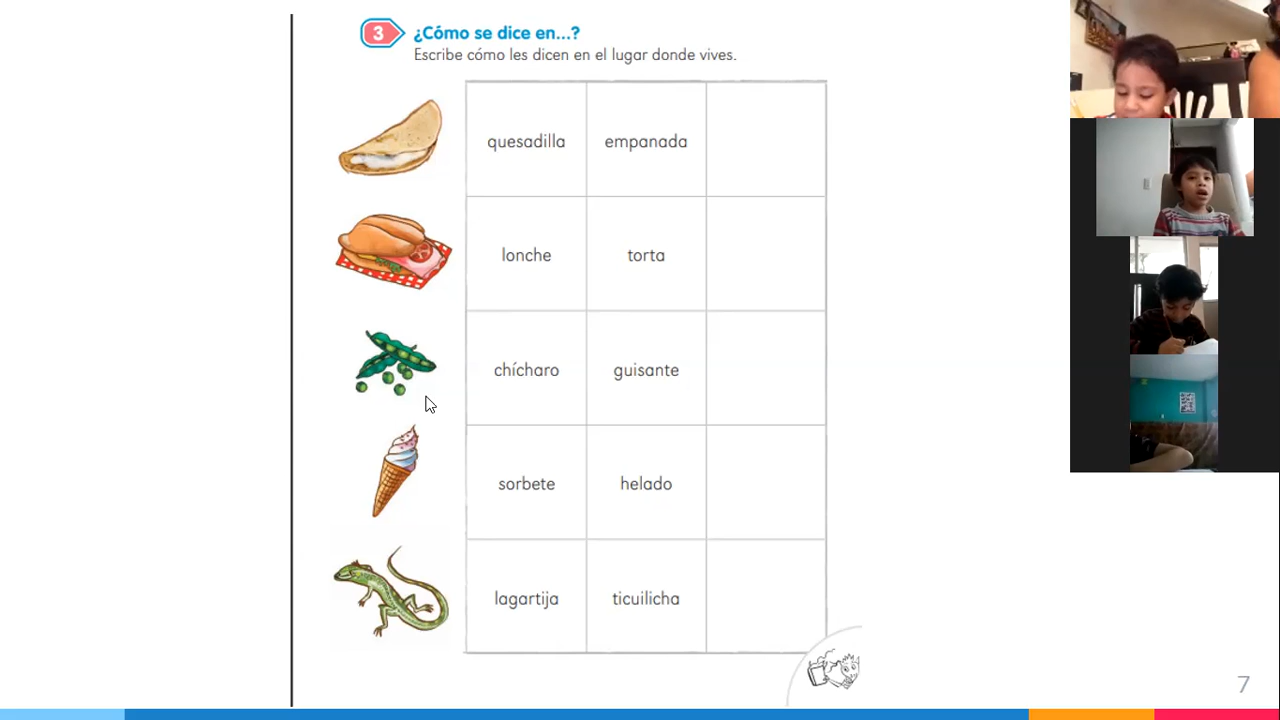 3
¿Cómo se dice en...?
Escribe cómo les dicen en el lugar donde vives.
quesadilla empanada
lonche torta
chícharo guisante
sorbete helado
lagartija ticuilicha
7